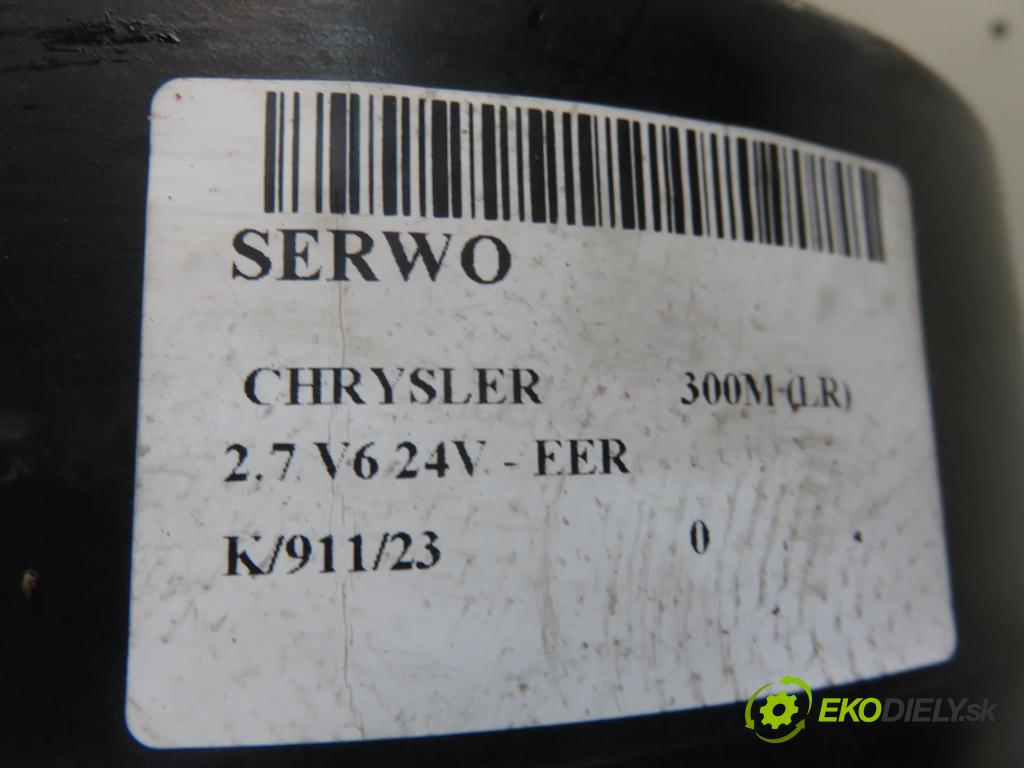 SERWO
CHRYSLER 300M (LR)
2.7 V6 24V - EER
K/911/23 0
EKODIELY.sk